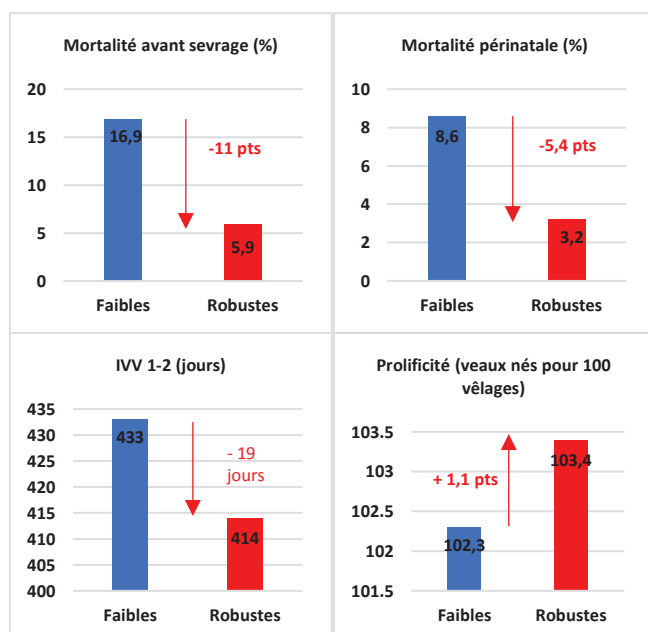 Mortalité avant sevrage (%)
20
15
10
5
0
16,9
-11 pts
5,9
Faibles Robustes
Mortalité périnatale (%)
10
8
6
4
2
0
8,6
-5,4 pts
3,2
Faibles Robustes
IVV 1-2 (jours)
435
430
425
420
415
410
405
400
433
- 19
jours
414
Faibles Robustes
Prolificité (veaux nés pour 100
vêlages)
103.5
103
102.5
102
101.5
102,3
+ 1,1 pts
103,4
Faibles Robustes